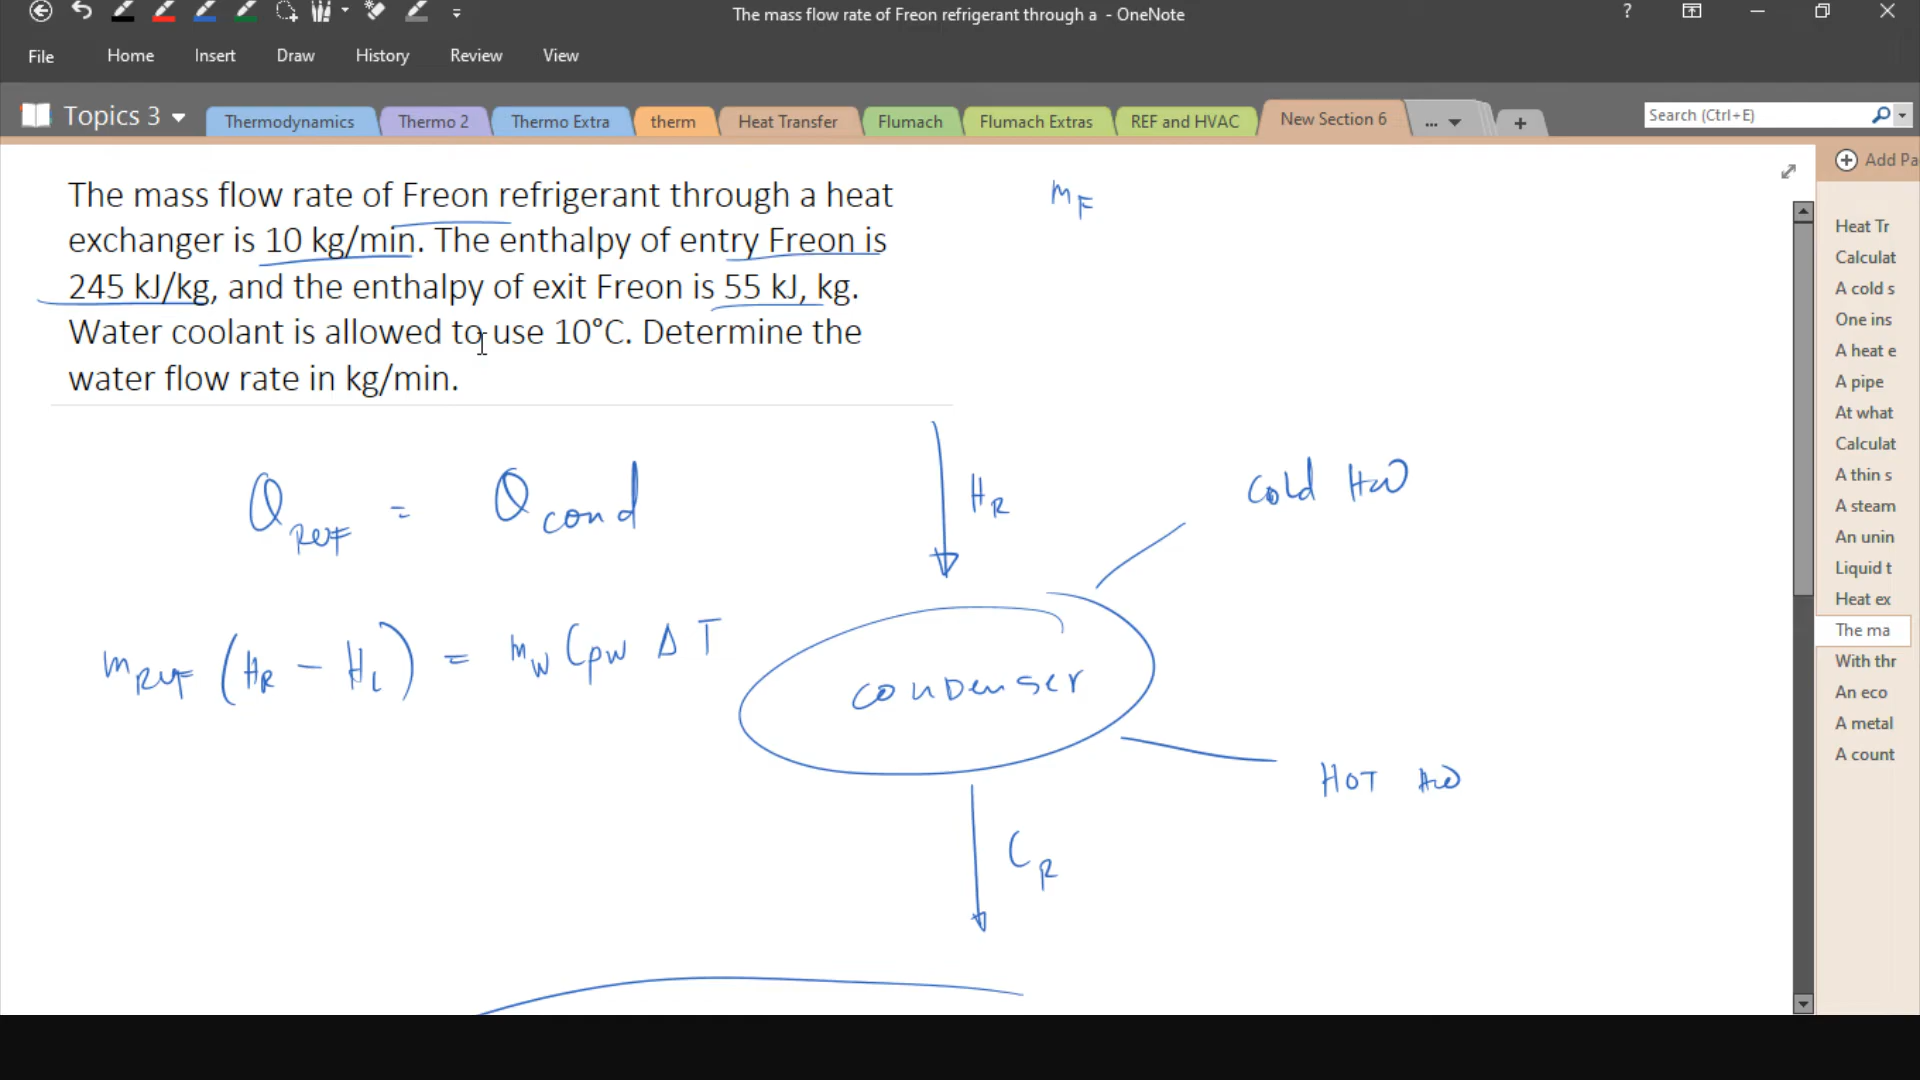 The mass flow rate of Freon refrigerant through a - OneNote
?
File Home Insert Draw History Review View
Topics 3 Thermodynamics Thermo 2 Thermo Extra therm Heat Transfer Flumach Flumach Extras REF and HVAC New Section 6 ... + Search (Ctrl+E)
Add Pa
The mass flow rate of Freon refrigerant through a heat
exchanger is 10 kg/min. The enthalpy of entry Freon is
245 kJ/kg, and the enthalpy of exit Freon is 55 kJ, kg.
Water coolant is allowed to use 10°C. Determine the
water flow rate in kg/min.
mF
QREF = Qcond
HR
Cold HW
mREF (HR - HL) = mW Cpw ΔT
condenser
HOT HW
CR
Heat Tr
Calculat
A cold s
One ins
A heat e
A pipe
At what
Calculat
A thin s
A steam
An unin
Liquid t
Heat ex
The ma
With thr
An eco
A metal
A count